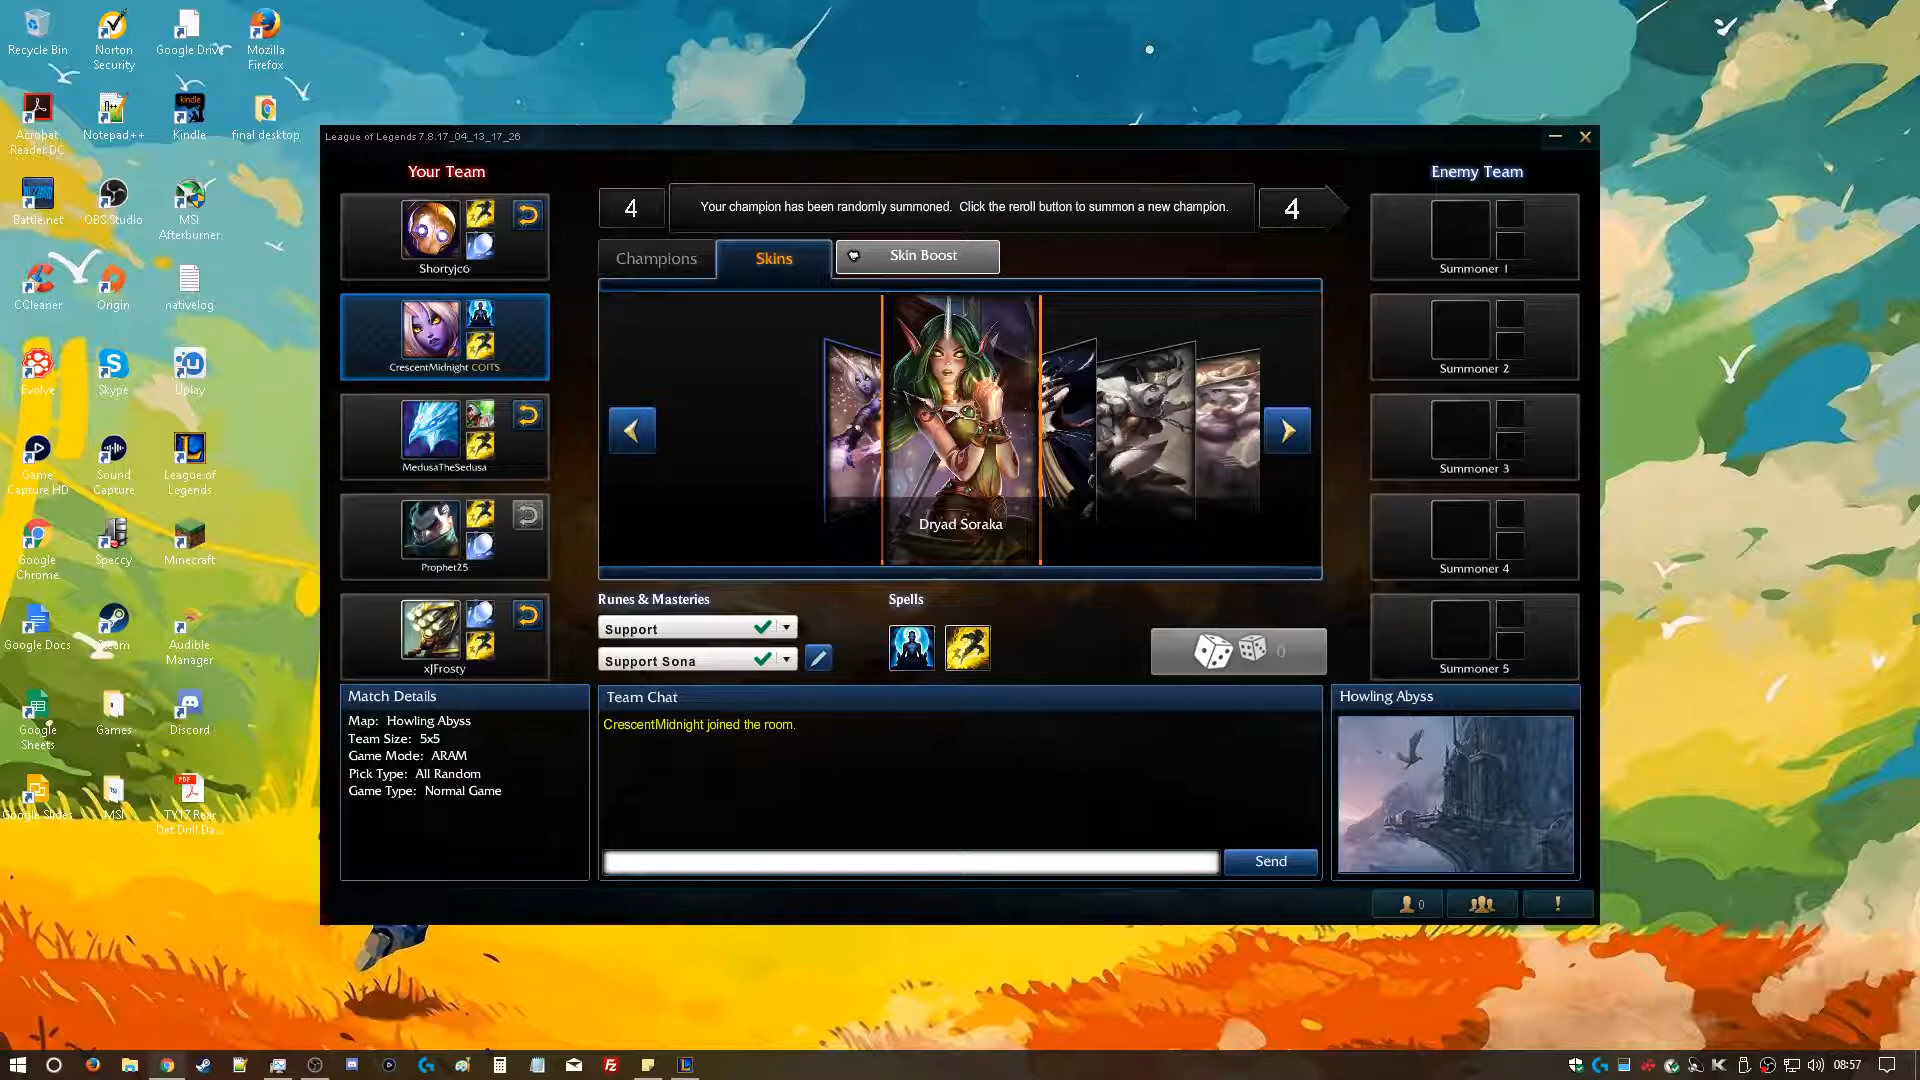 Recycle Bin
Norton Security
Google Drive
Mozilla Firefox
Acrobat Reader DC
Notepad++
Kindle
final desktop
Battle.net
OBS Studio
MSI Afterburner
CCleaner
Origin
nativelog
Evolve
Skype
Uplay
Game Capture HD
Sound Capture
League of Legends
Google Chrome
Speccy
Minecraft
Google Docs
Steam
Audible Manager
Google Sheets
Games
Discord
Google Slides
MSI
TY17 Rear Det Drill Da...
League of Legends 7.8.17_04_13_17_26
Your Team
Enemy Team
4
Your champion has been randomly summoned. Click the reroll button to summon a new champion.
4
Champions
Skins
Skin Boost
Shortyjc6
CrescentMidnight COITS
MedusaTheSedusa
Prophet25
xJFrosty
Dryad Soraka
Summoner 1
Summoner 2
Summoner 3
Summoner 4
Summoner 5
Runes & Masteries
Spells
Support
Support Sona
0
Match Details
Map: Howling Abyss
Team Size: 5x5
Game Mode: ARAM
Pick Type: All Random
Game Type: Normal Game
Team Chat
CrescentMidnight joined the room.
Send
Howling Abyss
0
08:57